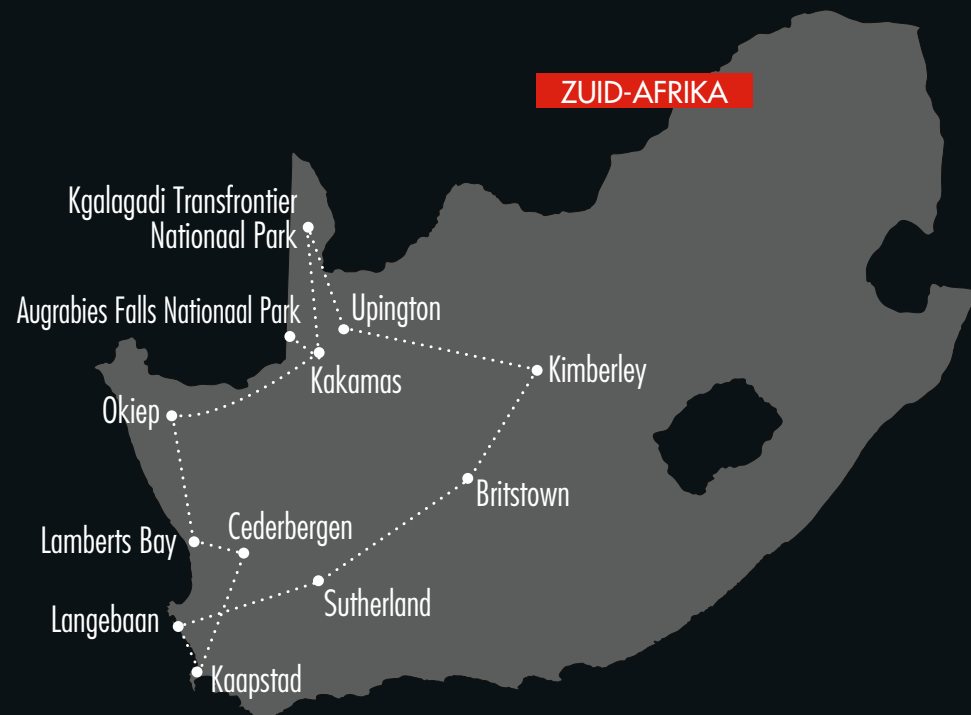 ZUID-AFRIKA
Kgalagadi Transfrontier
Nationaal Park
Augrabies Falls Nationaal Park
Upington
Kakamas
Kimberley
Okiep
Britstown
Cederbergen
Lamberts Bay
Sutherland
Langebaan
Kaapstad